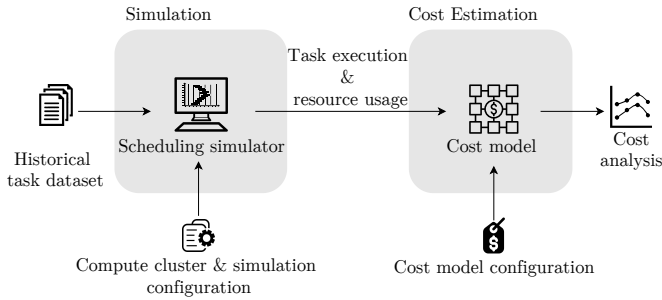 Simulation
Cost Estimation
Task execution
&
resource usage
Scheduling simulator
Cost model
Cost
analysis
Historical
task dataset
Compute cluster & simulation
configuration
Cost model configuration
$
$